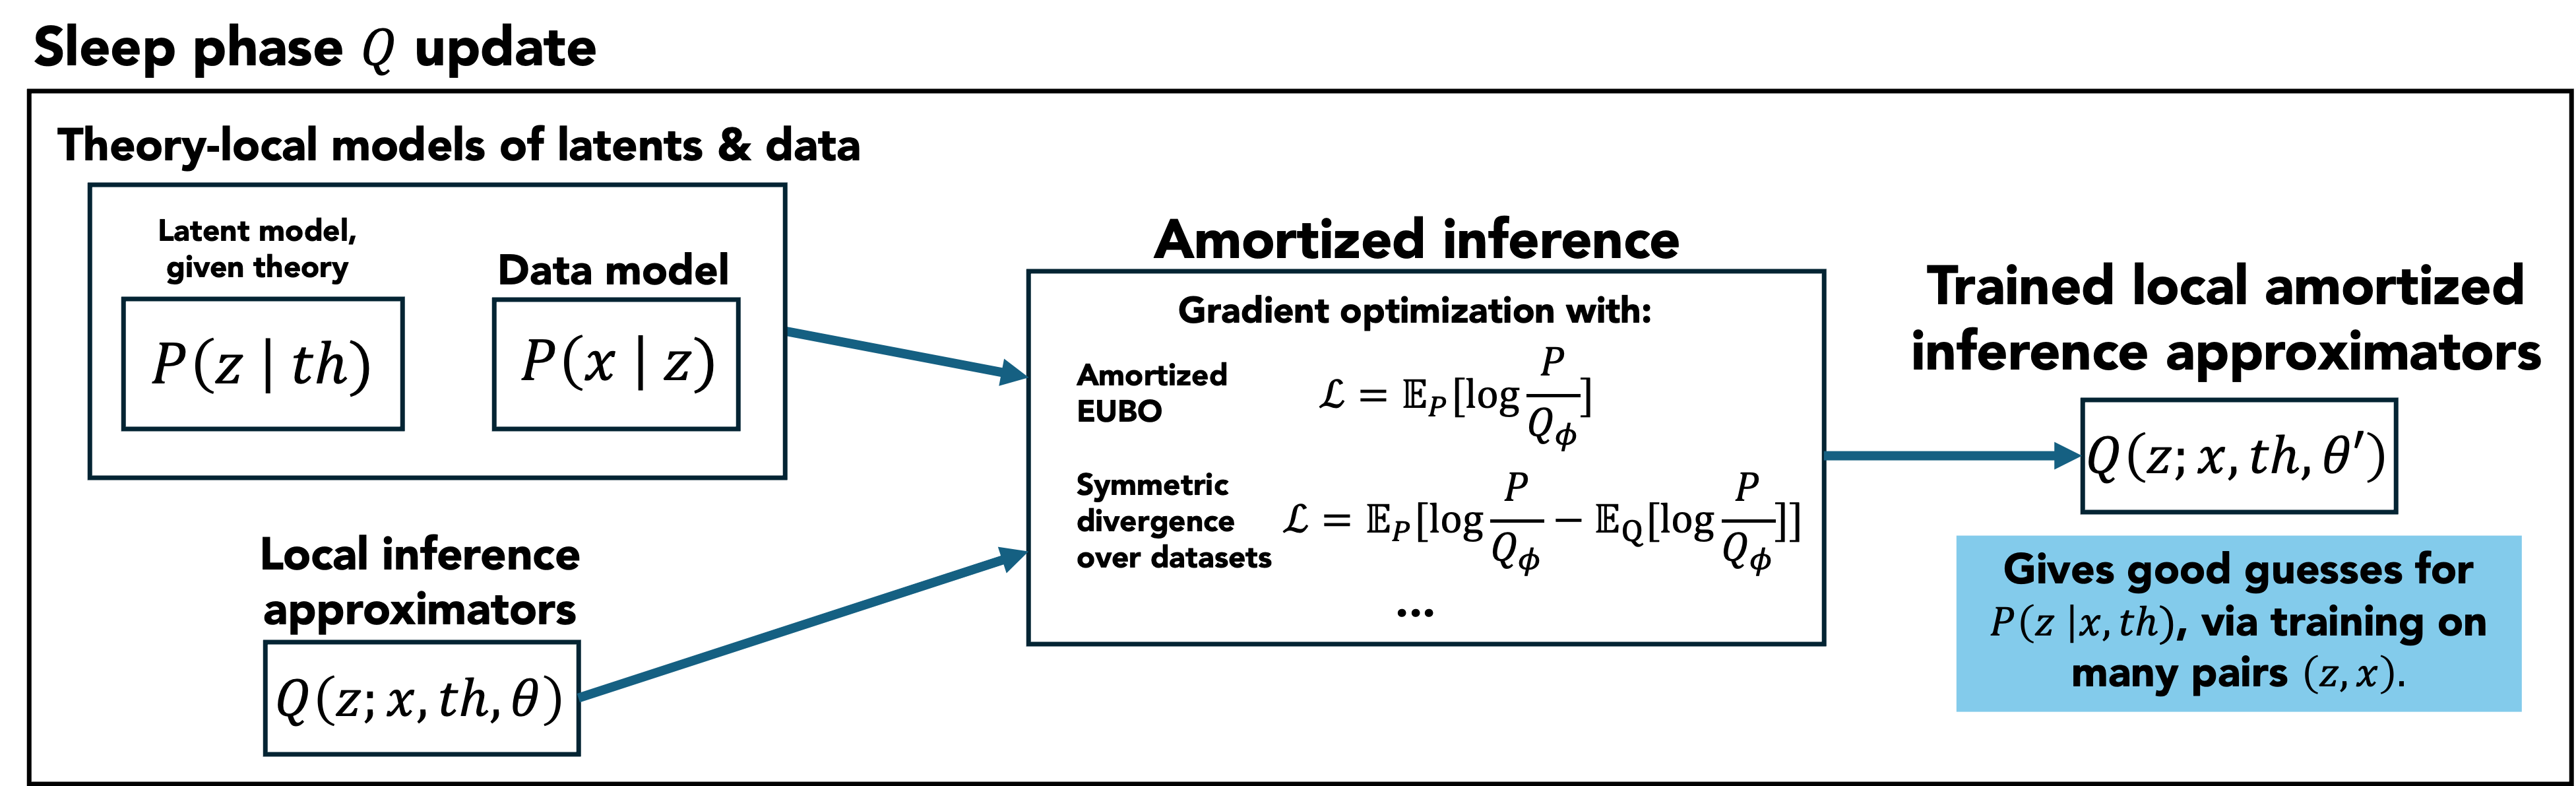 Sleep phase Q update
Theory-local models of latents & data
Latent model,
given theory
P(z | th)
Data model
P(x | z)
Local inference
approximators
Q(z; x, th, θ)
Amortized inference
Gradient optimization with:
Amortized
EUBO
ℒ = 𝔼_P[log P/Q_ϕ]
Symmetric
divergence
over datasets
ℒ = 𝔼_P[log P/Q_ϕ − 𝔼_Q[log P/Q_ϕ]]
...
Trained local amortized
inference approximators
Q(z; x, th, θ′)
Gives good guesses for
P(z |x, th), via training on
many pairs (z, x).